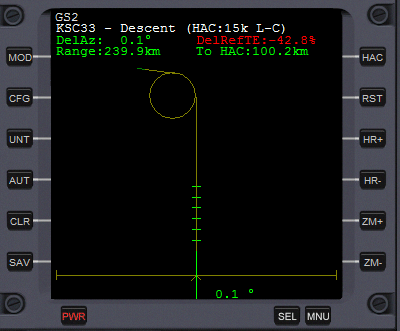 GS2
KSC33 - Descent (HAC:15k L-C)
DelAz:  0.1° DelRefTE:-42.8%
Range:239.9km To HAC:100.2km
MOD HAC
CFG RST
UNT HR+
AUT HR-
CLR ZM+
SAV ZM-
0.1 °
PWR SEL MNU